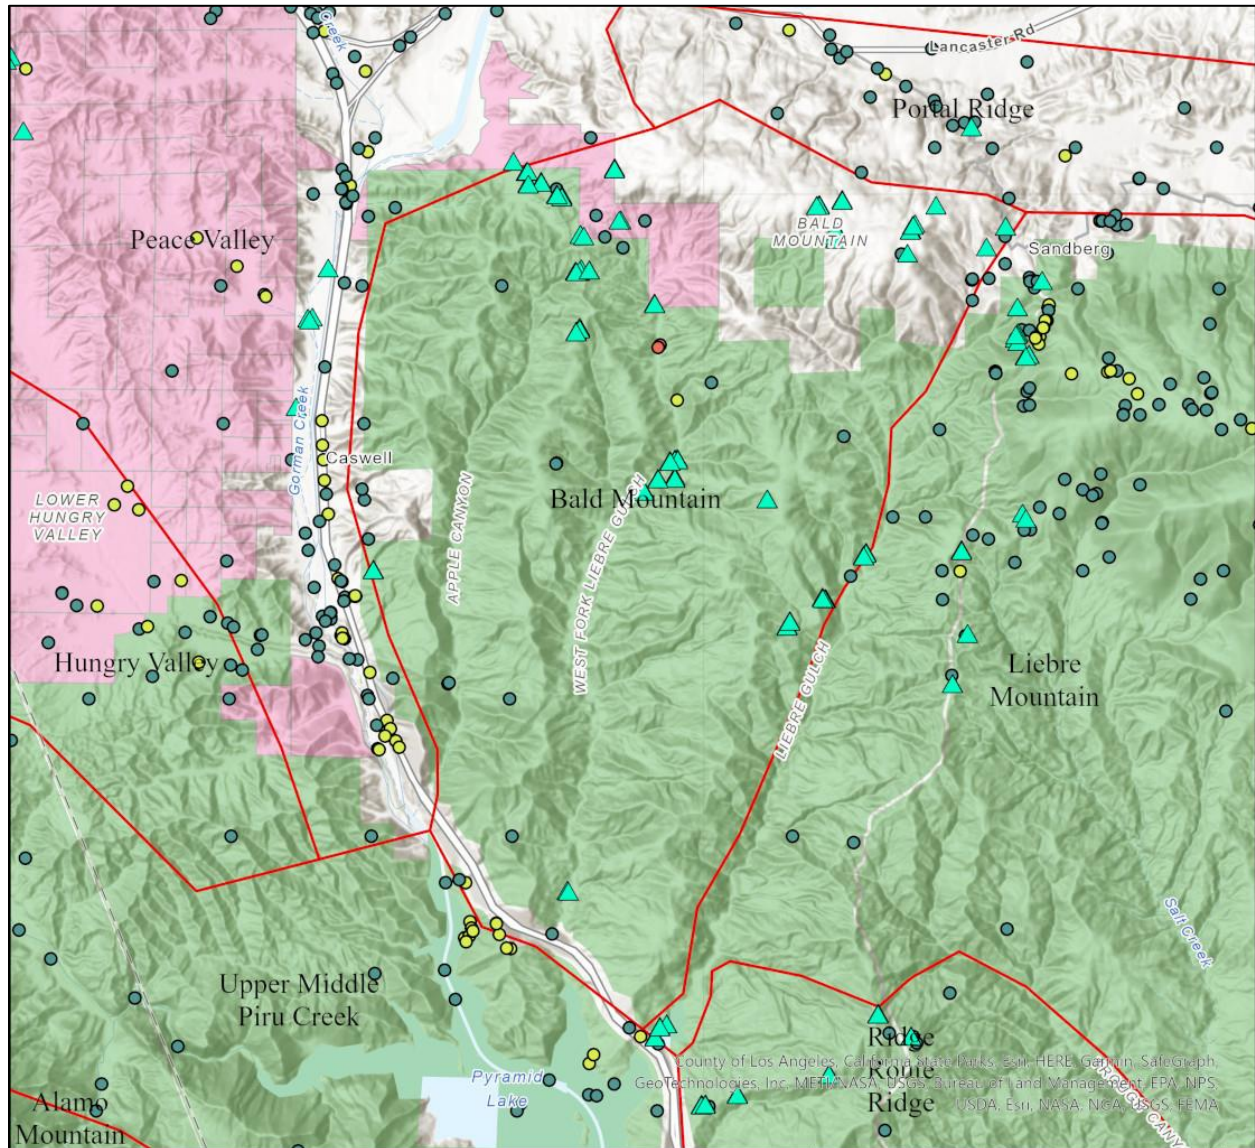 Creek
Lancaster Rd
Portal Ridge
Peace Valley
BALD
MOUNTAIN
Sandberg
Gorman Creek
Caswell
LOWER
HUNGRY
VALLEY
APPLE CANYON
Bald Mountain
WEST FORK LIEBRE GULCH
Hungry Valley
Liebre
Mountain
LIEBRE GULCH
Salt Creek
Upper Middle
Piru Creek
Ridge
Route
Ridge
Pyramid
Lake
Alamo
Mountain
County of Los Angeles, California State Parks, Esri, HERE, Garmin, SafeGraph,
GeoTechnologies, Inc, METI/NASA, USGS, Bureau of Land Management, EPA, NPS,
USDA, Esri, NASA, NGA, USGS, FEMA